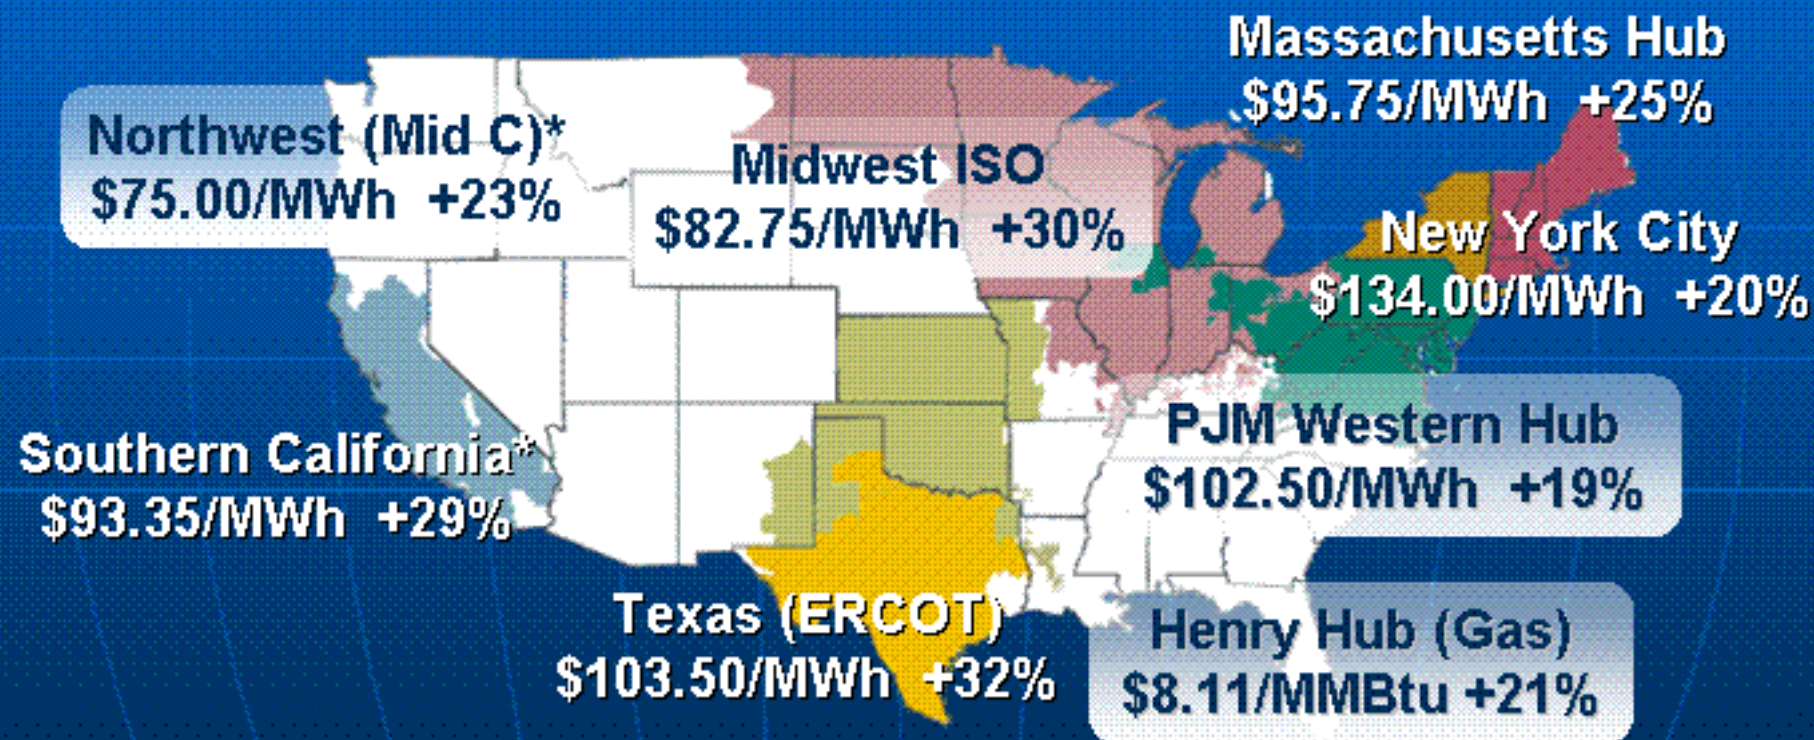 Massachusetts Hub
$95.75/MWh +25%
Northwest (Mid C)*
$75.00/MWh +23%
Midwest ISO
$82.75/MWh +30%
New York City
$134.00/MWh +20%
PJM Western Hub
$102.50/MWh +19%
Southern California*
$93.35/MWh +29%
Texas (ERCOT)
$103.50/MWh +32%
Henry Hub (Gas)
$8.11/MMBtu +21%